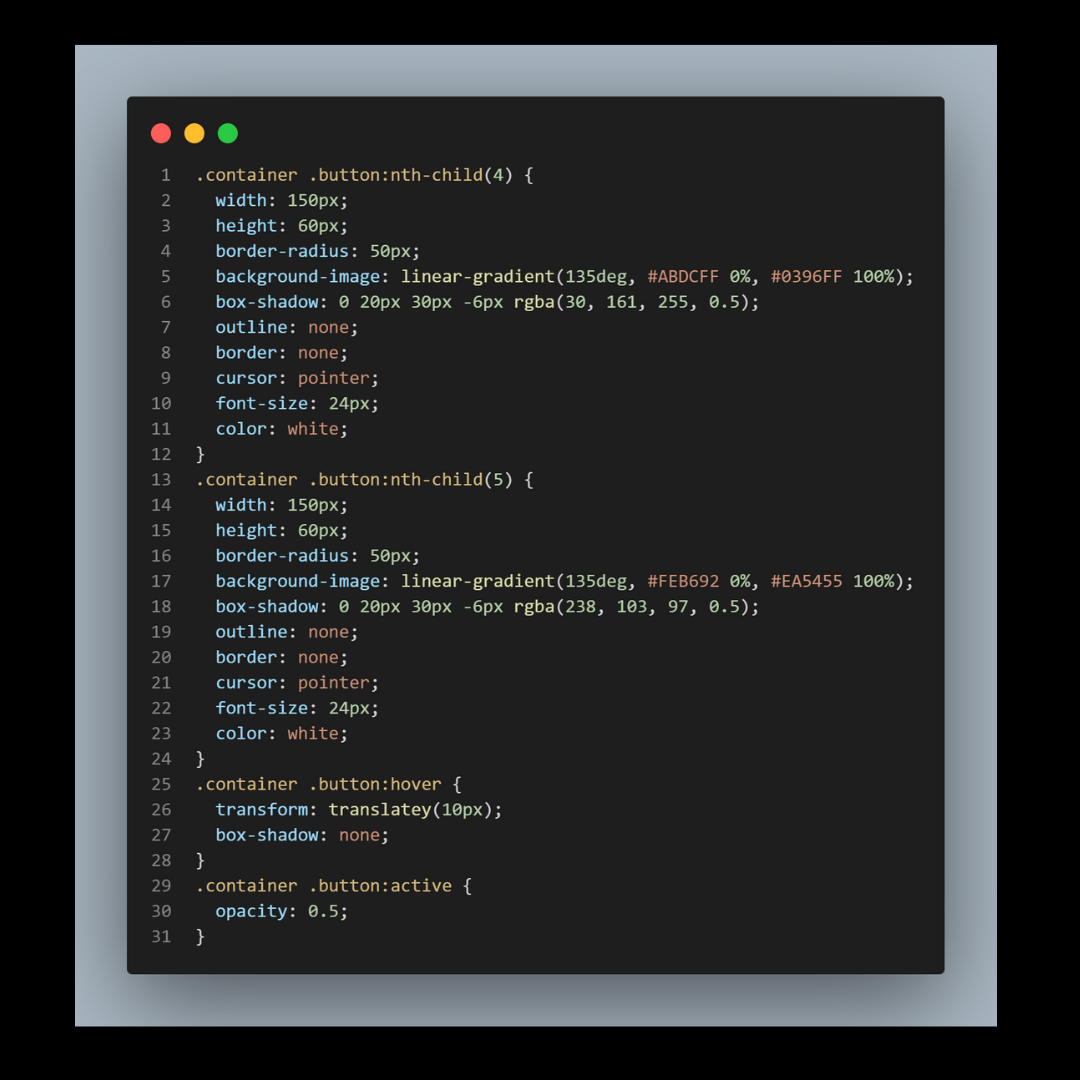 1 .container .button:nth-child(4) {
2   width: 150px;
3   height: 60px;
4   border-radius: 50px;
5   background-image: linear-gradient(135deg, #ABDCFF 0%, #0396FF 100%);
6   box-shadow: 0 20px 30px -6px rgba(30, 161, 255, 0.5);
7   outline: none;
8   border: none;
9   cursor: pointer;
10   font-size: 24px;
11   color: white;
12 }
13 .container .button:nth-child(5) {
14   width: 150px;
15   height: 60px;
16   border-radius: 50px;
17   background-image: linear-gradient(135deg, #FEB692 0%, #EA5455 100%);
18   box-shadow: 0 20px 30px -6px rgba(238, 103, 97, 0.5);
19   outline: none;
20   border: none;
21   cursor: pointer;
22   font-size: 24px;
23   color: white;
24 }
25 .container .button:hover {
26   transform: translatey(10px);
27   box-shadow: none;
28 }
29 .container .button:active {
30   opacity: 0.5;
31 }